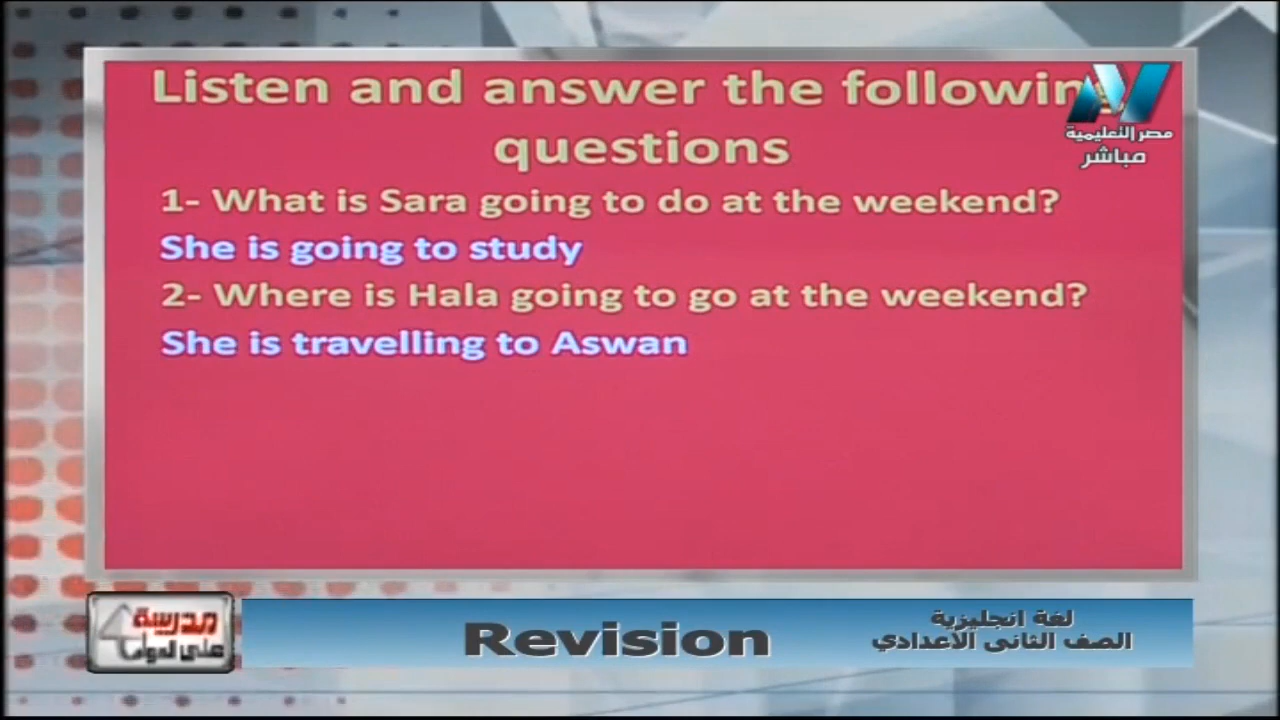 Listen and answer the following
questions
1- What is Sara going to do at the weekend?
She is going to study
2- Where is Hala going to go at the weekend?
She is travelling to Aswan
مصر التعليمية
مباشر
مدرسة
على الهواء
Revision
لغة انجليزية
الصف الثانى الاعدادي